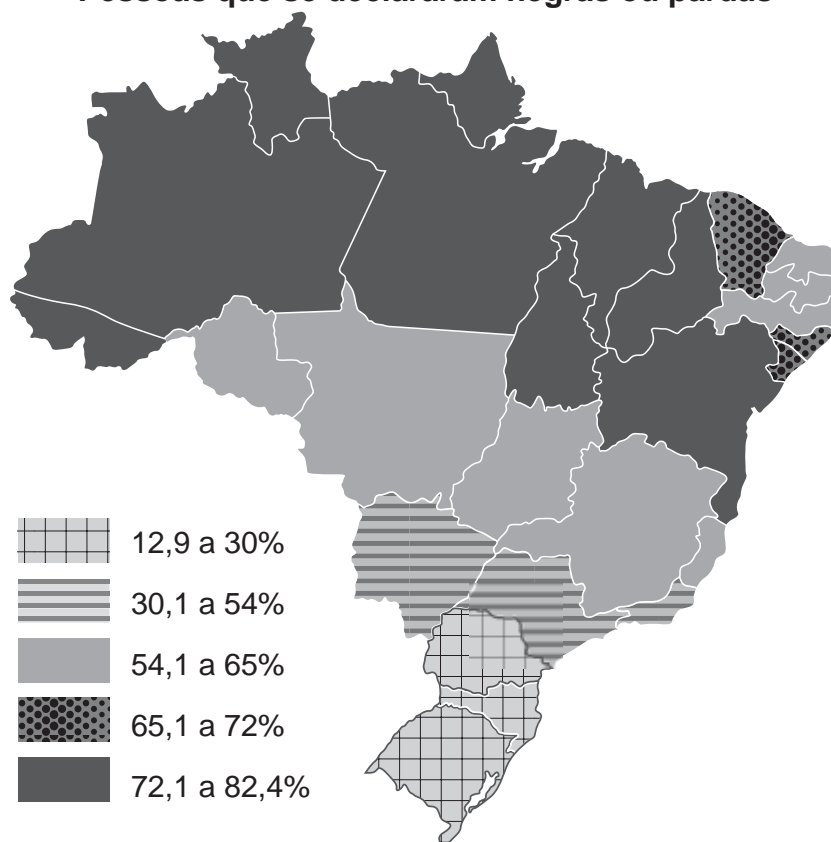 Pessoas que se declararam negras ou pardas
12,9 a 30%
30,1 a 54%
54,1 a 65%
65,1 a 72%
72,1 a 82,4%